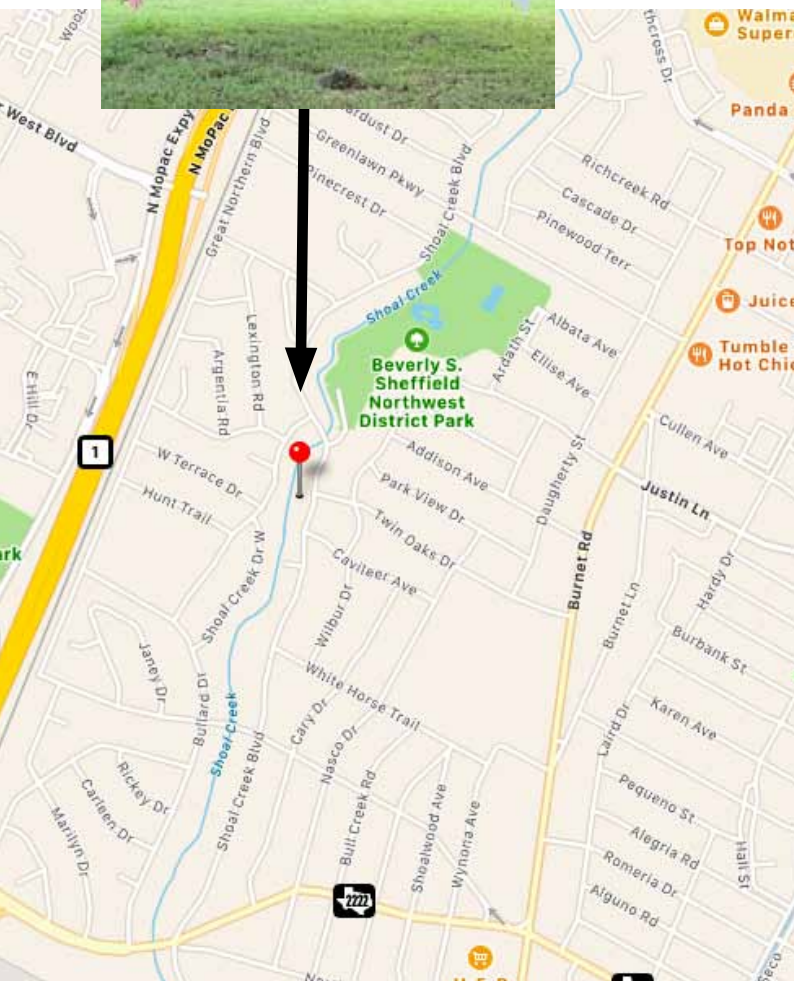 Walma
Super
Panda
West Blvd
N Mopac Expy
N MoPac
Great Northern Blvd
Greenlawn Pkwy
Pinecrest Dr
Shoal Creek Blvd
Richcreek Rd
Cascade Dr
Pinewood Terr
Top Not
Shoal Creek
Juice
Lexington Rd
Argentia Rd
Albata Ave
Ardath St
Ellise Ave
Tumble
Hot Chi
Beverly S.
Sheffield
Northwest
District Park
E Hill Dr
1
W Terrace Dr
Hunt Trail
Addison Ave
Park View Dr
Twin Oaks Dr
Daugherty St
Cullen Ave
Justin Ln
ark
Shoal Creek Dr W
Cavileer Ave
Wilbur Dr
Burnet Rd
Burnet Ln
Hardy Dr
Burbank St
Janey Dr
Bullard Dr
White Horse Trail
Shoal Creek
Cary Dr
Nasco Dr
Karen Ave
Laird Dr
Shoal Creek Blvd
Rickey Dr
Carleen Dr
Marilyn Dr
Bull Creek Rd
Shoalwood Ave
Wynona Ave
Pequeno St
Alegria Rd
Romeria Dr
Alguno Rd
Hall St
2222